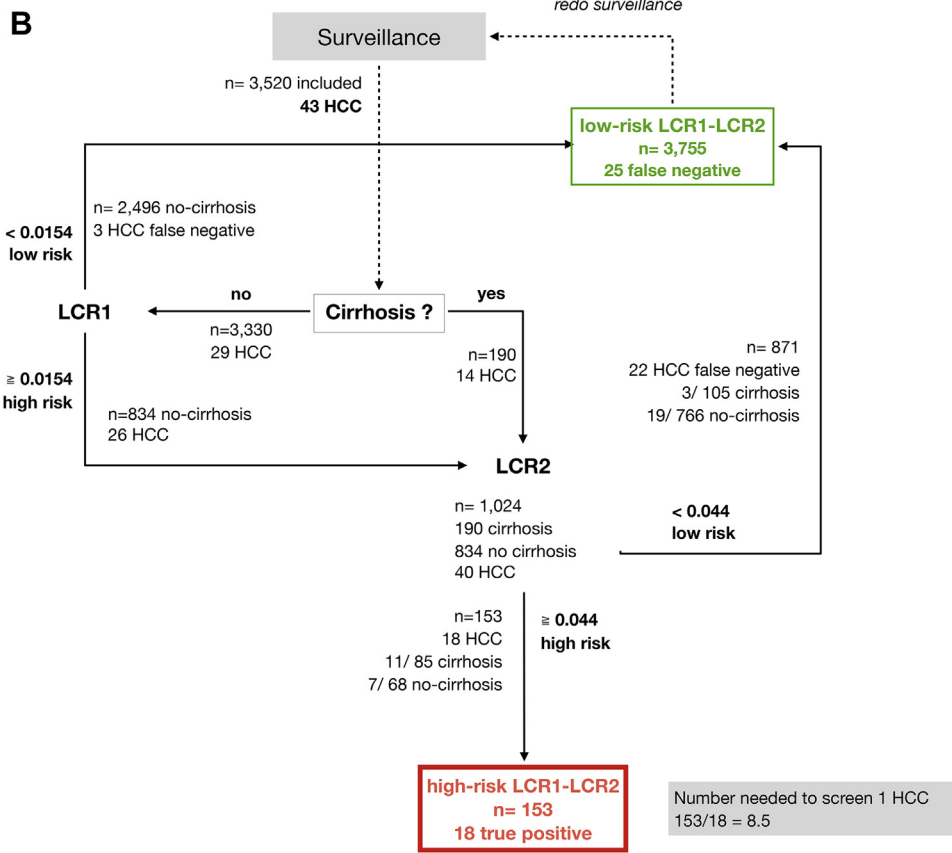 B
redo surveillance
Surveillance
n= 3,520 included
43 HCC
low-risk LCR1-LCR2
n= 3,755
25 false negative
n= 2,496 no-cirrhosis
3 HCC false negative
< 0.0154
low risk
LCR1
no
Cirrhosis ?
yes
n=3,330
29 HCC
n=190
14 HCC
n= 871
22 HCC false negative
3/ 105 cirrhosis
19/ 766 no-cirrhosis
≧ 0.0154
high risk
n=834 no-cirrhosis
26 HCC
LCR2
n= 1,024
190 cirrhosis
834 no cirrhosis
40 HCC
< 0.044
low risk
n=153
18 HCC
11/ 85 cirrhosis
7/ 68 no-cirrhosis
≧ 0.044
high risk
high-risk LCR1-LCR2
n= 153
18 true positive
Number needed to screen 1 HCC
153/18 = 8.5